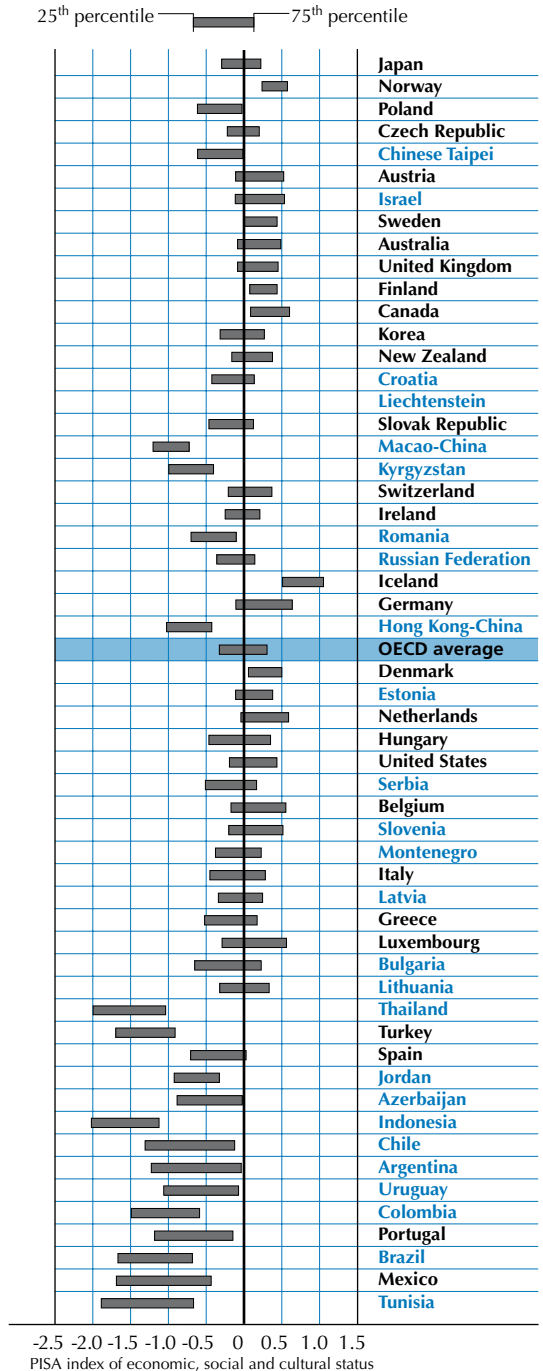 25th percentile 75th percentile
Japan
Norway
Poland
Czech Republic
Chinese Taipei
Austria
Israel
Sweden
Australia
United Kingdom
Finland
Canada
Korea
New Zealand
Croatia
Liechtenstein
Slovak Republic
Macao-China
Kyrgyzstan
Switzerland
Ireland
Romania
Russian Federation
Iceland
Germany
Hong Kong-China
OECD average
Denmark
Estonia
Netherlands
Hungary
United States
Serbia
Belgium
Slovenia
Montenegro
Italy
Latvia
Greece
Luxembourg
Bulgaria
Lithuania
Thailand
Turkey
Spain
Jordan
Azerbaijan
Indonesia
Chile
Argentina
Uruguay
Colombia
Portugal
Brazil
Mexico
Tunisia
-2.5 -2.0 -1.5 -1.0 -0.5 0 0.5 1.0 1.5
PISA index of economic, social and cultural status